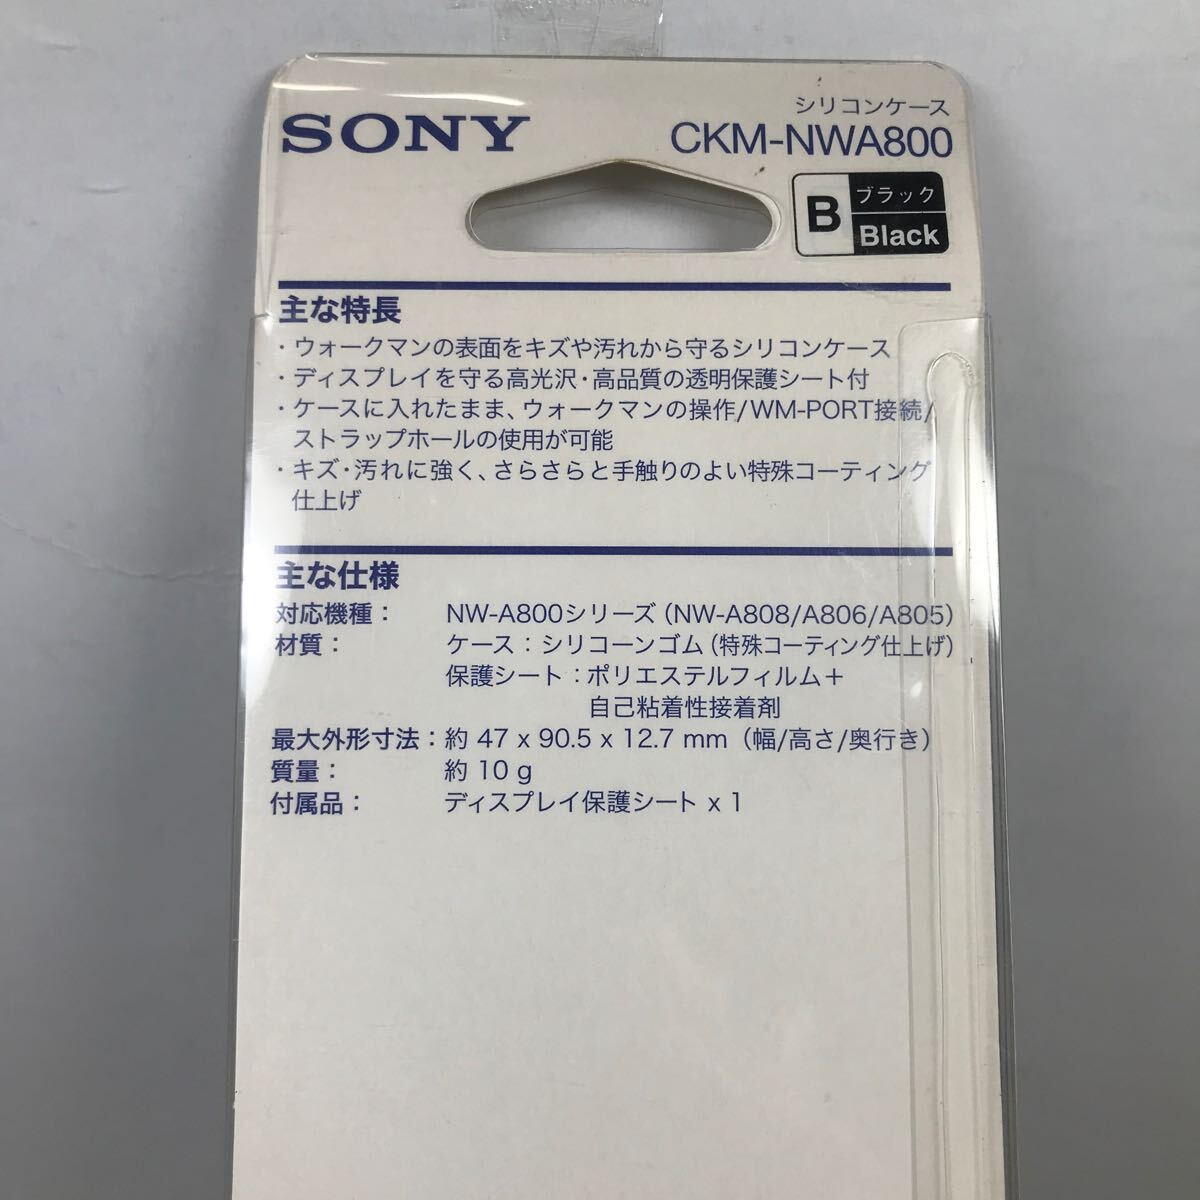 SONY
シリコンケース
CKM-NWA800
B
ブラック
Black
主な特長
・ウォークマンの表面をキズや汚れから守るシリコンケース
・ディスプレイを守る高光沢・高品質の透明保護シート付
・ケースに入れたまま、ウォークマンの操作/WM-PORT接続/
ストラップホールの使用が可能
・キズ・汚れに強く、さらさらと手触りのよい特殊コーティング
仕上げ
主な仕様
対応機種： NW-A800シリーズ（NW-A808/A806/A805）
材質： ケース：シリコーンゴム（特殊コーティング仕上げ）
保護シート：ポリエステルフィルム＋
自己粘着性接着剤
最大外形寸法：約 47 x 90.5 x 12.7 mm（幅/高さ/奥行き）
質量： 約 10 g
付属品： ディスプレイ保護シート x 1